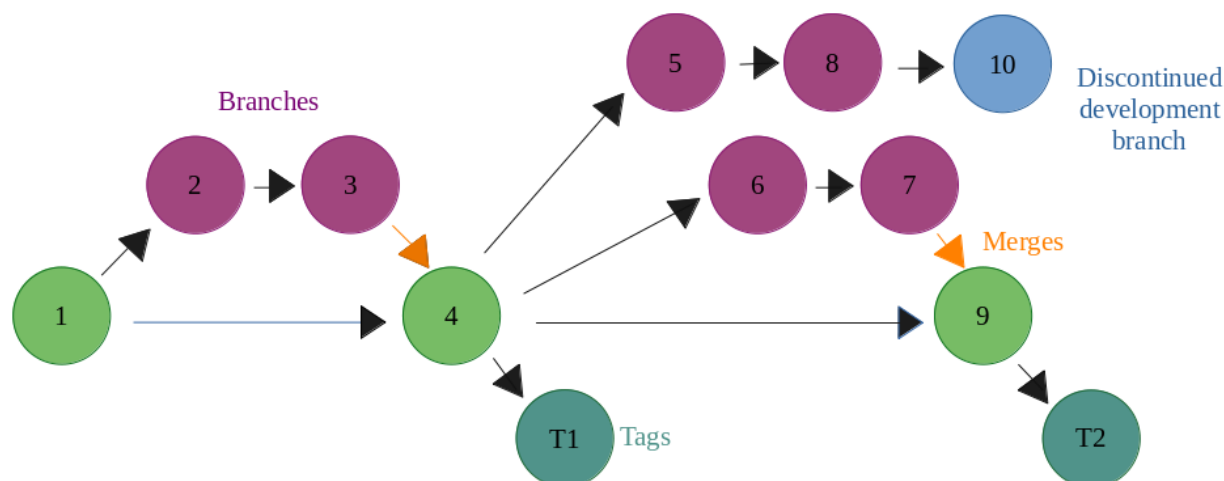 5
8
10
Discontinued
development
branch
Branches
2
3
6
7
Merges
1
4
9
T1
Tags
T2